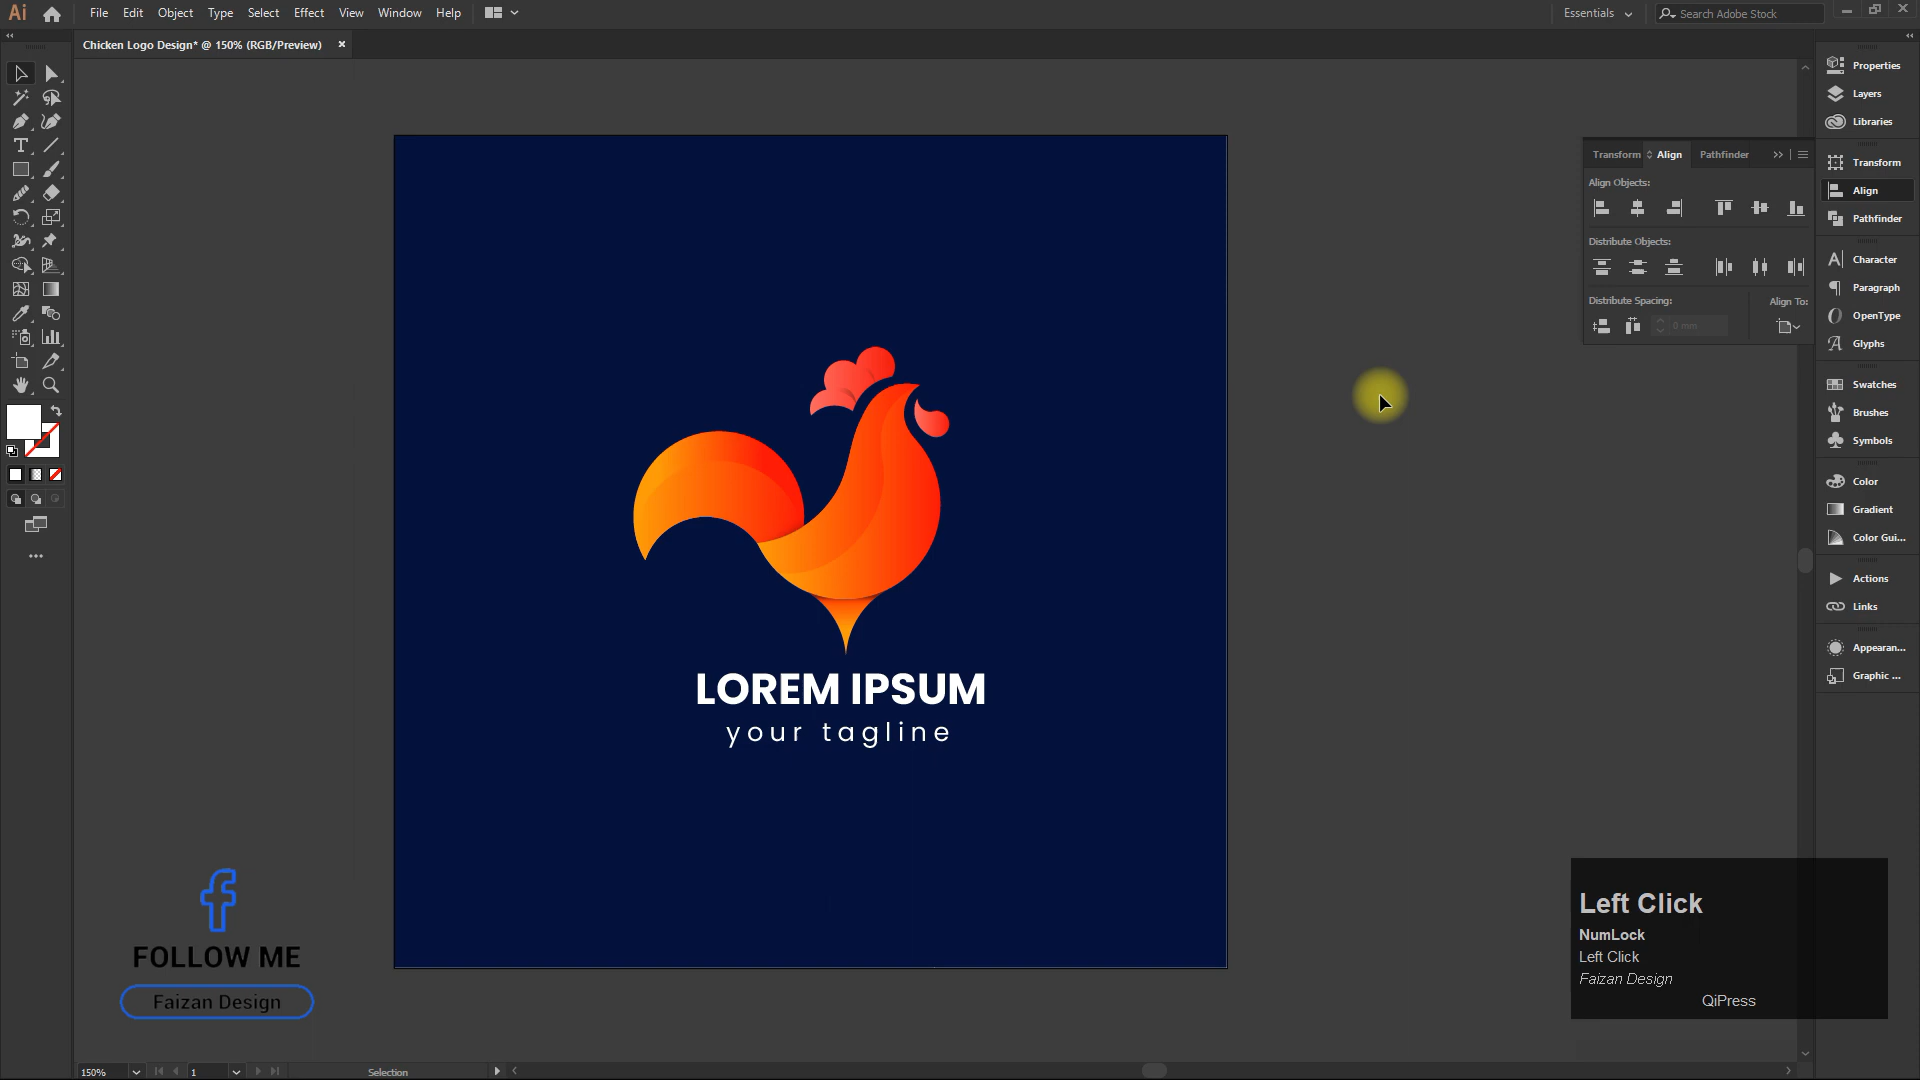 Ai File Edit Object Type Select Effect View Window Help Essentials Search Adobe Stock
Chicken Logo Design* @ 150% (RGB/Preview)
Properties
Layers
Libraries
Transform Align Pathfinder
Align Objects:
Distribute Objects:
Distribute Spacing: Align To:
0 mm
Transform
Align
Pathfinder
Character
Paragraph
OpenType
Glyphs
Swatches
Brushes
Symbols
Color
Gradient
Color Gui...
Actions
Links
Appearan...
Graphic ...
LOREM IPSUM
your tagline
FOLLOW ME
Faizan Design
Left Click
NumLock
Left Click
Faizan Design
QiPress
150% 1 Selection